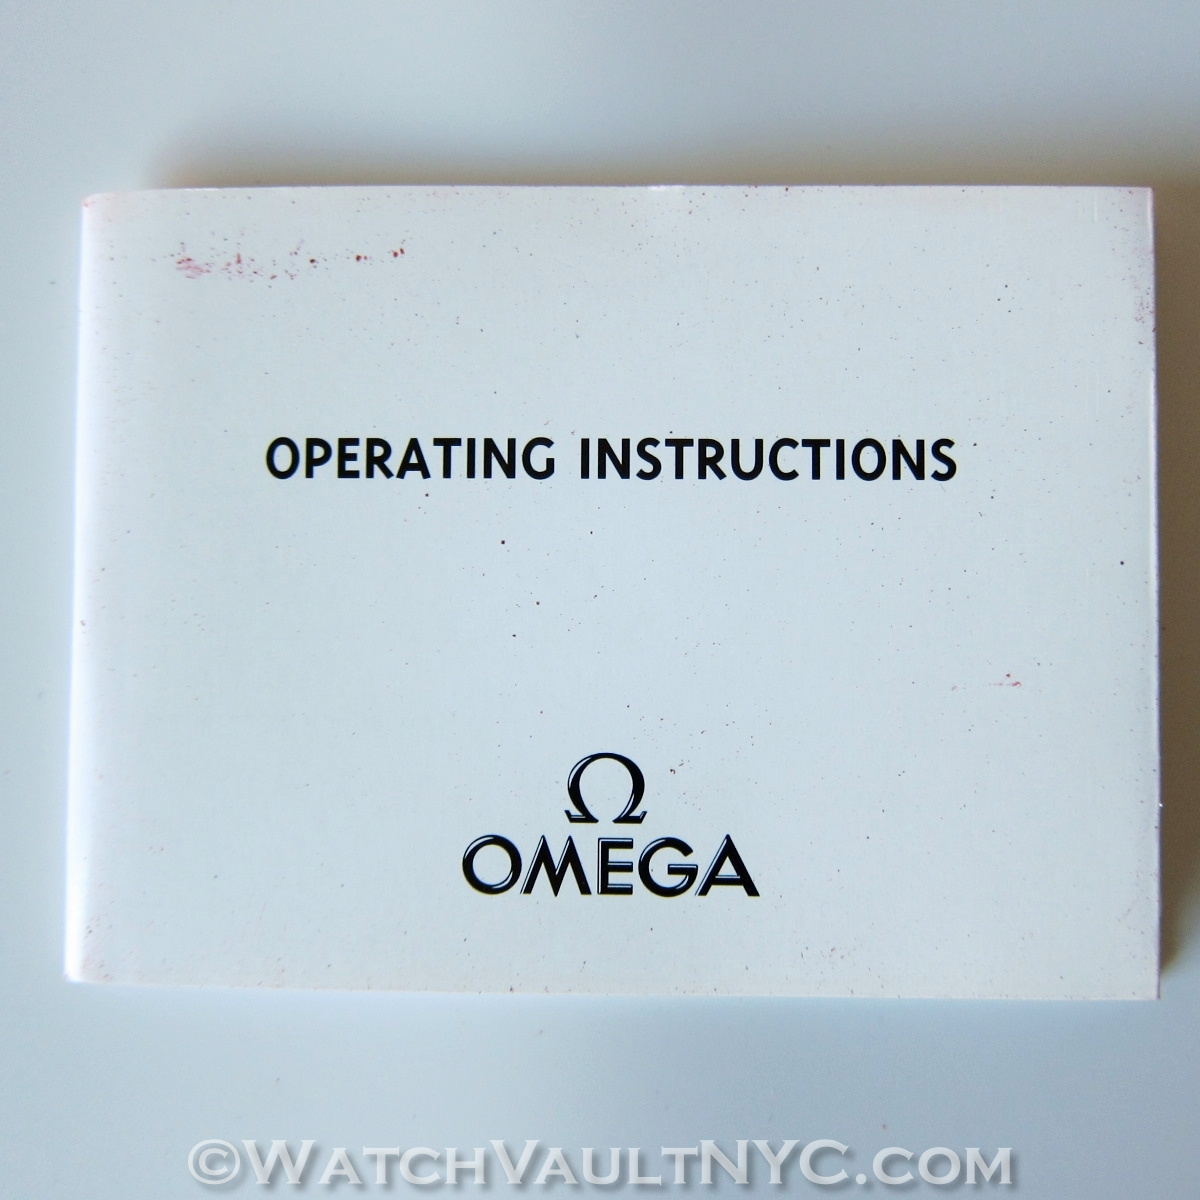 OPERATING INSTRUCTIONS
Ω
OMEGA
©WATCHVAULTNYC.COM